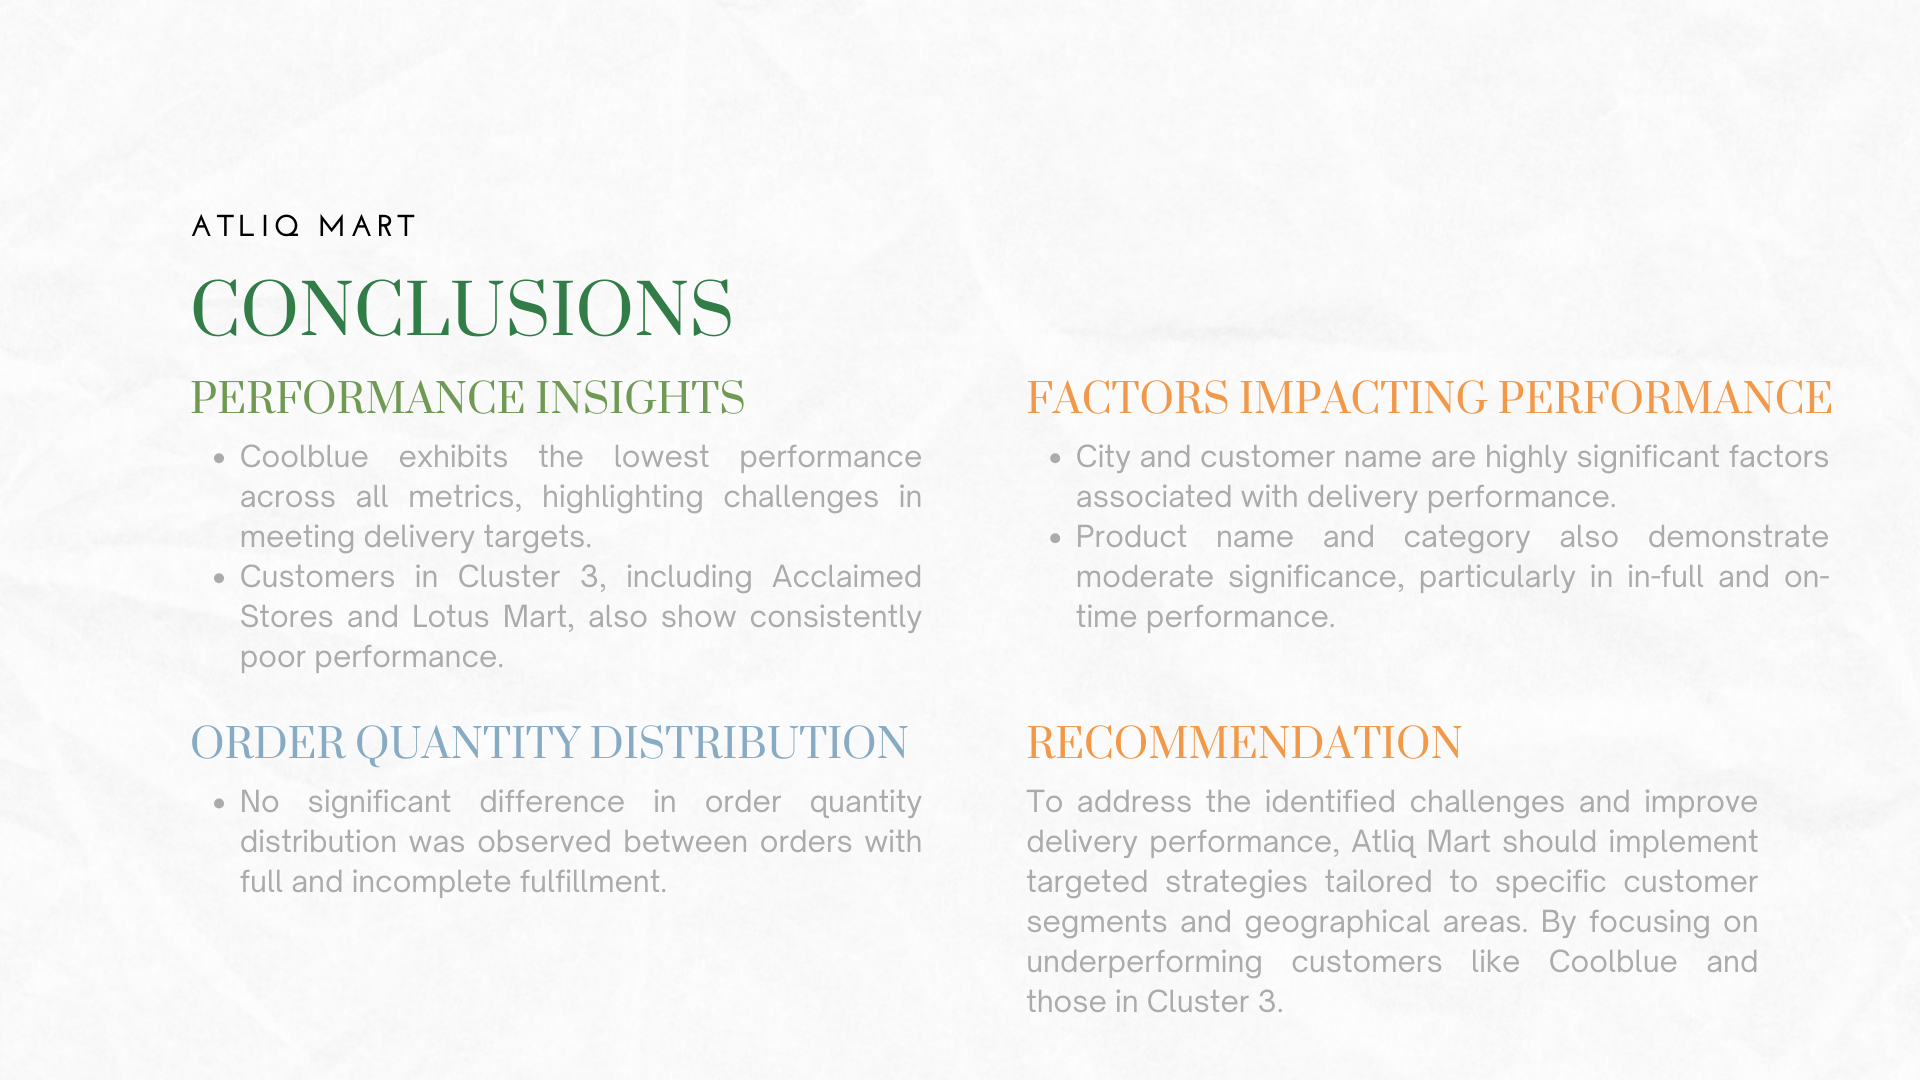 ATLIQ MART
CONCLUSIONS
PERFORMANCE INSIGHTS
• Coolblue exhibits the lowest performance
across all metrics, highlighting challenges in
meeting delivery targets.
• Customers in Cluster 3, including Acclaimed
Stores and Lotus Mart, also show consistently
poor performance.
ORDER QUANTITY DISTRIBUTION
• No significant difference in order quantity
distribution was observed between orders with
full and incomplete fulfillment.
FACTORS IMPACTING PERFORMANCE
• City and customer name are highly significant factors
associated with delivery performance.
• Product name and category also demonstrate
moderate significance, particularly in in-full and on-
time performance.
RECOMMENDATION
To address the identified challenges and improve
delivery performance, Atliq Mart should implement
targeted strategies tailored to specific customer
segments and geographical areas. By focusing on
underperforming customers like Coolblue and
those in Cluster 3.